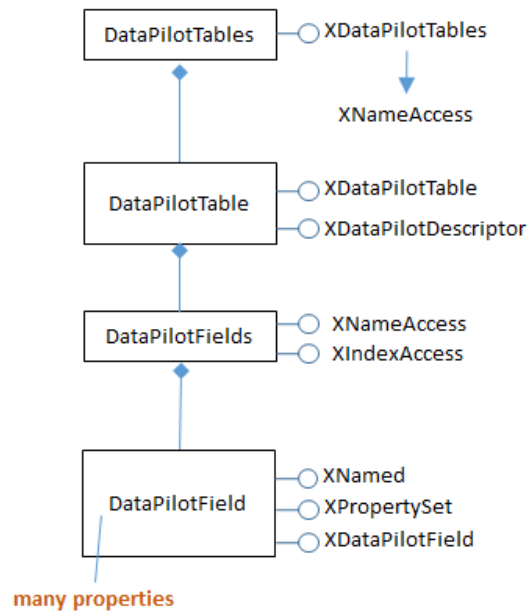 DataPilotTables
XDataPilotTables
XNameAccess
DataPilotTable
XDataPilotTable
XDataPilotDescriptor
DataPilotFields
XNameAccess
XIndexAccess
DataPilotField
XNamed
XPropertySet
XDataPilotField
many properties